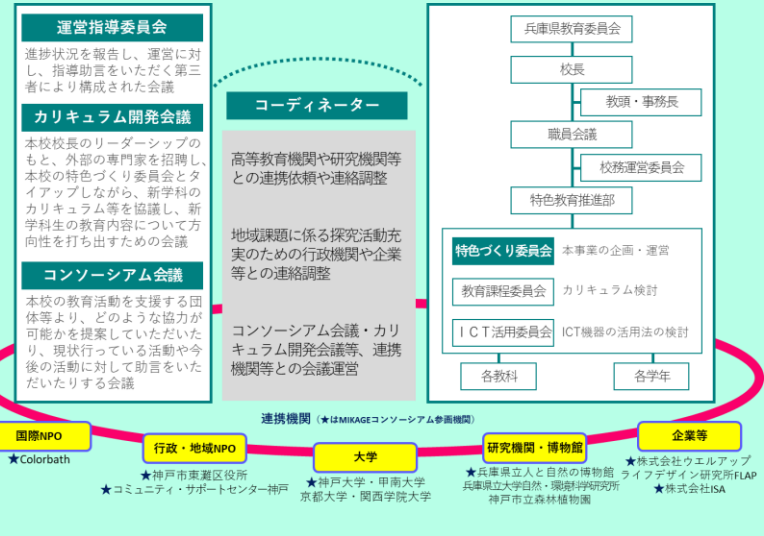 運営指導委員会
進捗状況を報告し、運営に対
し、指導助言をいただく第三
者により構成された会議
カリキュラム開発会議
本校校長のリーダーシップの
もと、外部の専門家を招聘し、
本校の特色づくり委員会とタ
イアップしながら、新学科の
カリキュラム等を協議し、新
学科生の教育内容について方
向性を打ち出すための会議
コンソーシアム会議
本校の教育活動を支援する団
体等より、どのような協力が
可能かを提案していただいた
り、現状行っている活動や今
後の活動に対して助言をいた
だいたりする会議
コーディネーター
高等教育機関や研究機関等
との連携依頼や連絡調整
地域課題に係る探究活動充
実のための行政機関や企業
等との連絡調整
コンソーシアム会議・カリ
キュラム開発会議等、連携
機関等との会議運営
兵庫県教育委員会
校長
教頭・事務長
職員会議
校務運営委員会
特色教育推進部
特色づくり委員会 本事業の企画・運営
教育課程委員会 カリキュラム検討
ICT活用委員会 ICT機器の活用法の検討
各教科
各学年
連携機関（★はMIKAGEコンソーシアム参画機関）
国際NPO
★Colorbath
行政・地域NPO
★神戸市東灘区役所
★コミュニティ・サポートセンター神戸
大学
★神戸大学・甲南大学
京都大学・関西学院大学
研究機関・博物館
★兵庫県立人と自然の博物館
兵庫県立大学自然・環境科学研究所
神戸市立森林植物園
企業等
★株式会社ウエルアップ
ライフデザイン研究所FLAP
★株式会社ISA